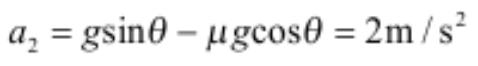 a₂ = gsinθ − μgcosθ = 2m / s²